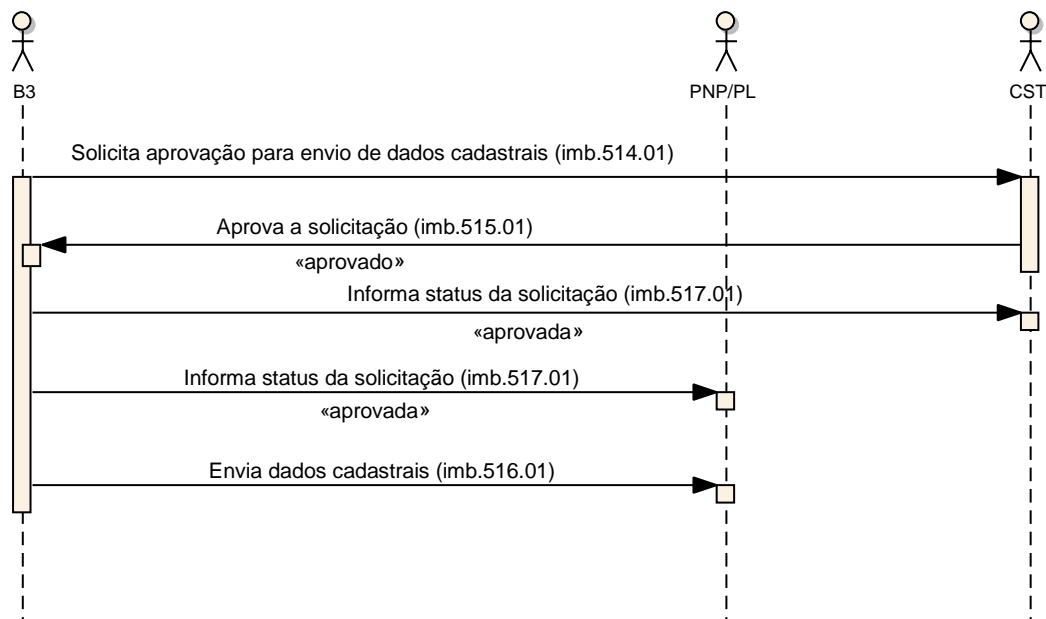 B3
PNP/PL
CST
Solicita aprovação para envio de dados cadastrais (imb.514.01)
Aprova a solicitação (imb.515.01)
«aprovado»
Informa status da solicitação (imb.517.01)
«aprovada»
Informa status da solicitação (imb.517.01)
«aprovada»
Envia dados cadastrais (imb.516.01)